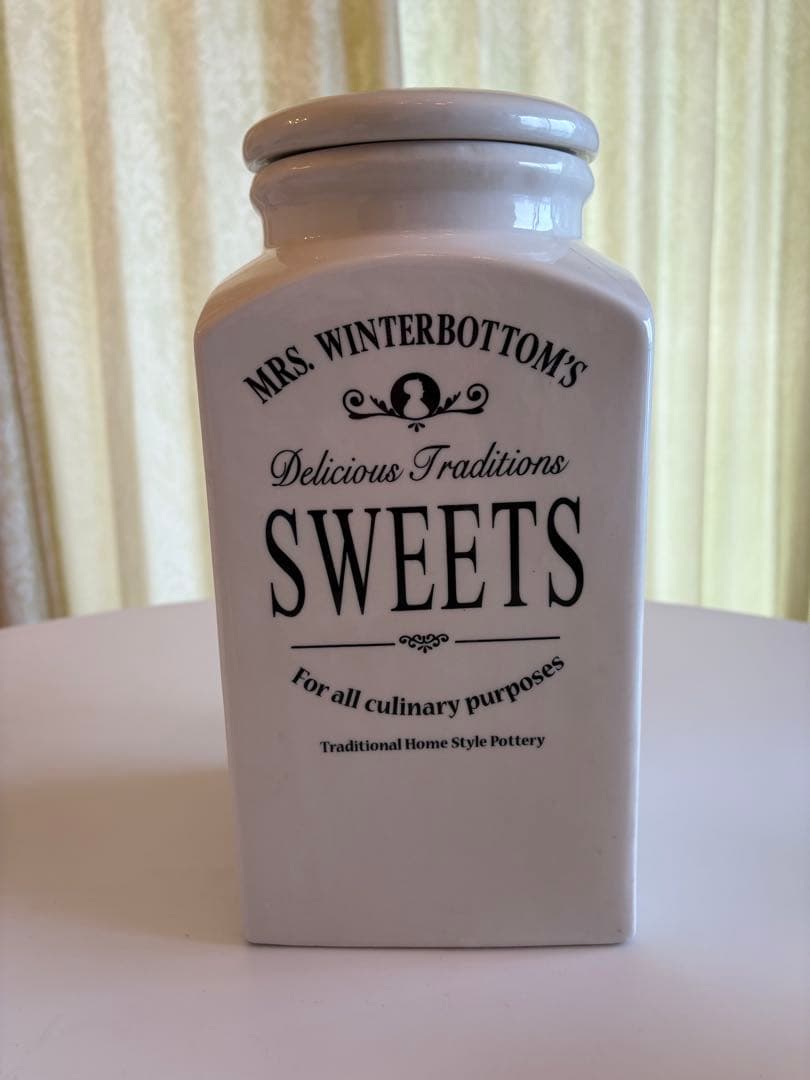 MRS. WINTERBOTTOM'S
Delicious Traditions
SWEETS
For all culinary purposes
Traditional Home Style Pottery